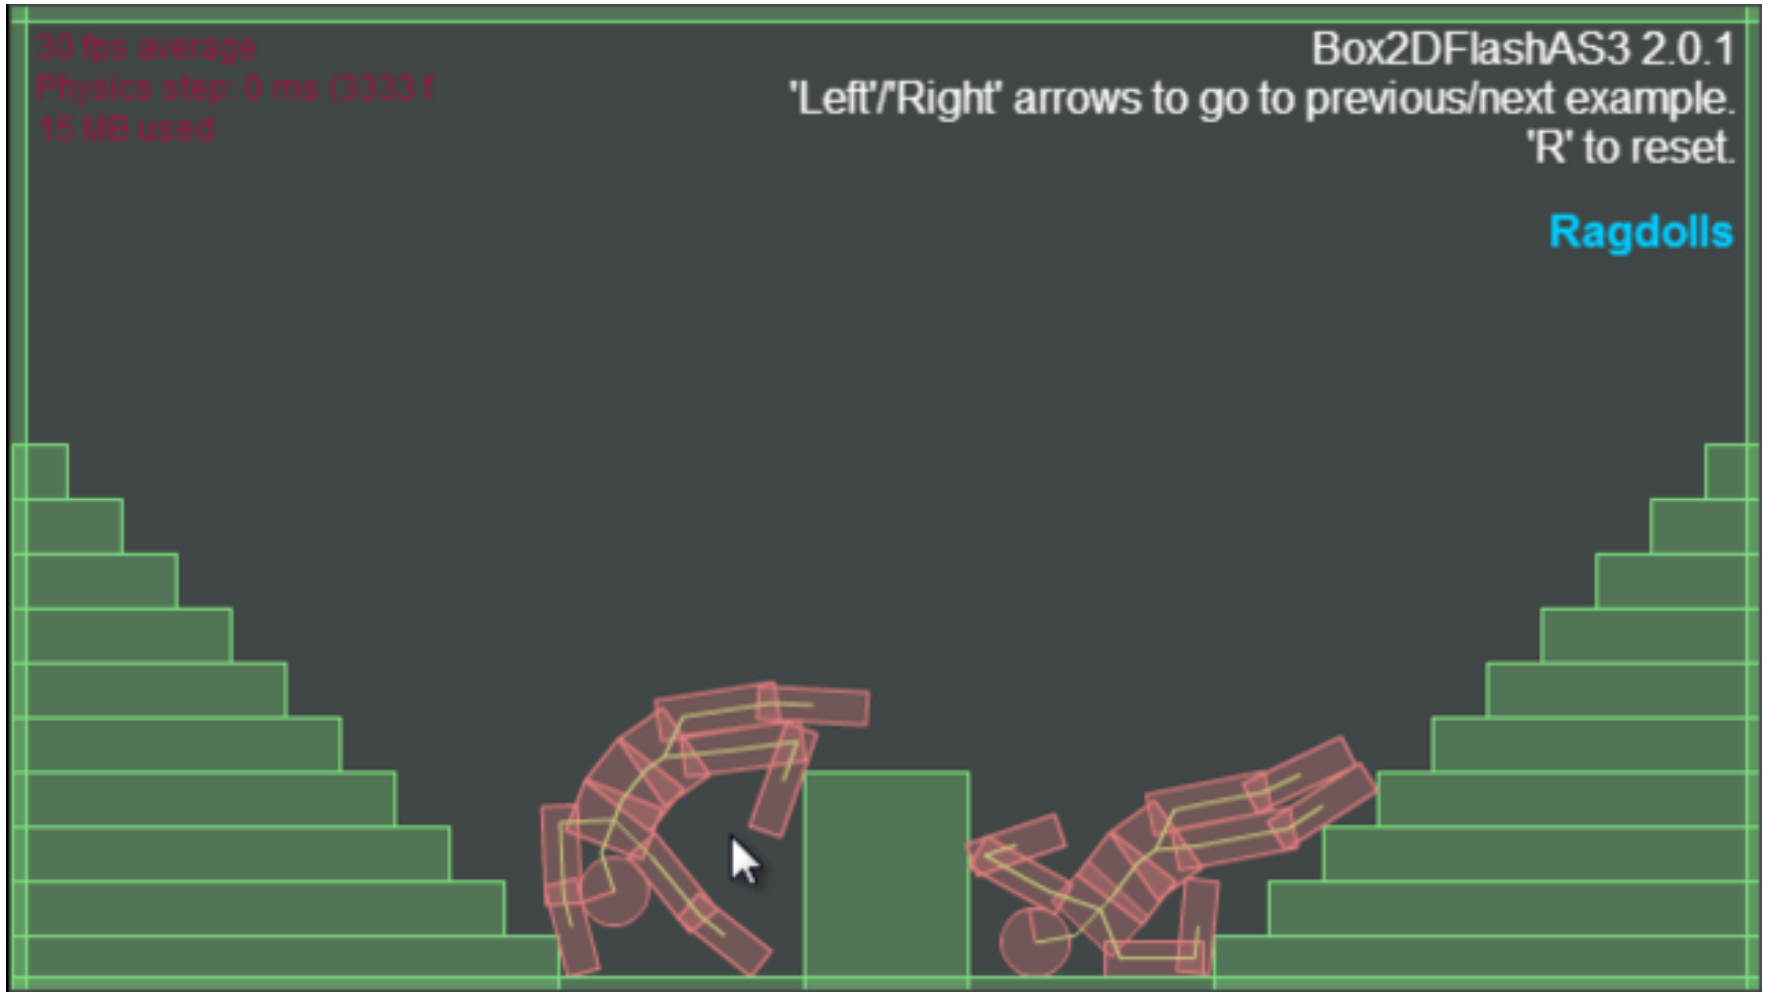 30 fps average
Physics step: 0 ms (3333 f
15 MB used
Box2DFlashAS3 2.0.1
'Left'/'Right' arrows to go to previous/next example.
'R' to reset.
Ragdolls